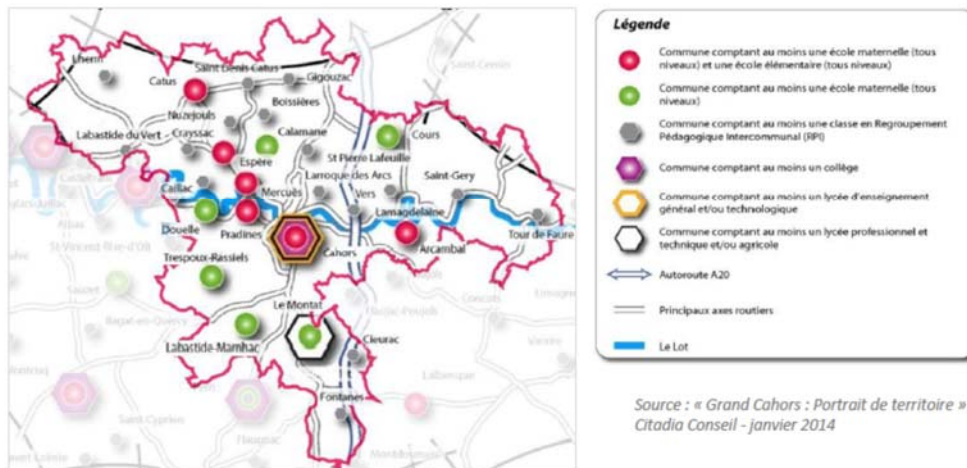 Lherm
Catus
Saint Denis Catus
Gigouzac
Nuzejouls
Boissières
Labastide du Vert
Crayssac
Calamane
Cours
Espère
St Pierre Lafeuille
Caillac
Larroque des Arcs
Saint-Gery
Mercuès
Vers
Lamagdelaine
Douelle
Pradines
Arcambal
Tour de Faure
Cahors
Trespoux-Rassiels
Le Montat
Labastide-Marnhac
Cieurac
Fontanes
Saint Cyprien
Légende
Commune comptant au moins une école maternelle (tous
niveaux) et une école élémentaire (tous niveaux)
Commune comptant au moins une école maternelle (tous
niveaux)
Commune comptant au moins une classe en Regroupement
Pédagogique Intercommunal (RPI)
Commune comptant au moins un collège
Commune comptant au moins un lycée d'enseignement
général et/ou technologique
Commune comptant au moins un lycée professionnel et
technique et/ou agricole
Autoroute A20
Principaux axes routiers
Le Lot
Source : « Grand Cahors : Portrait de territoire »
Citadia Conseil - janvier 2014